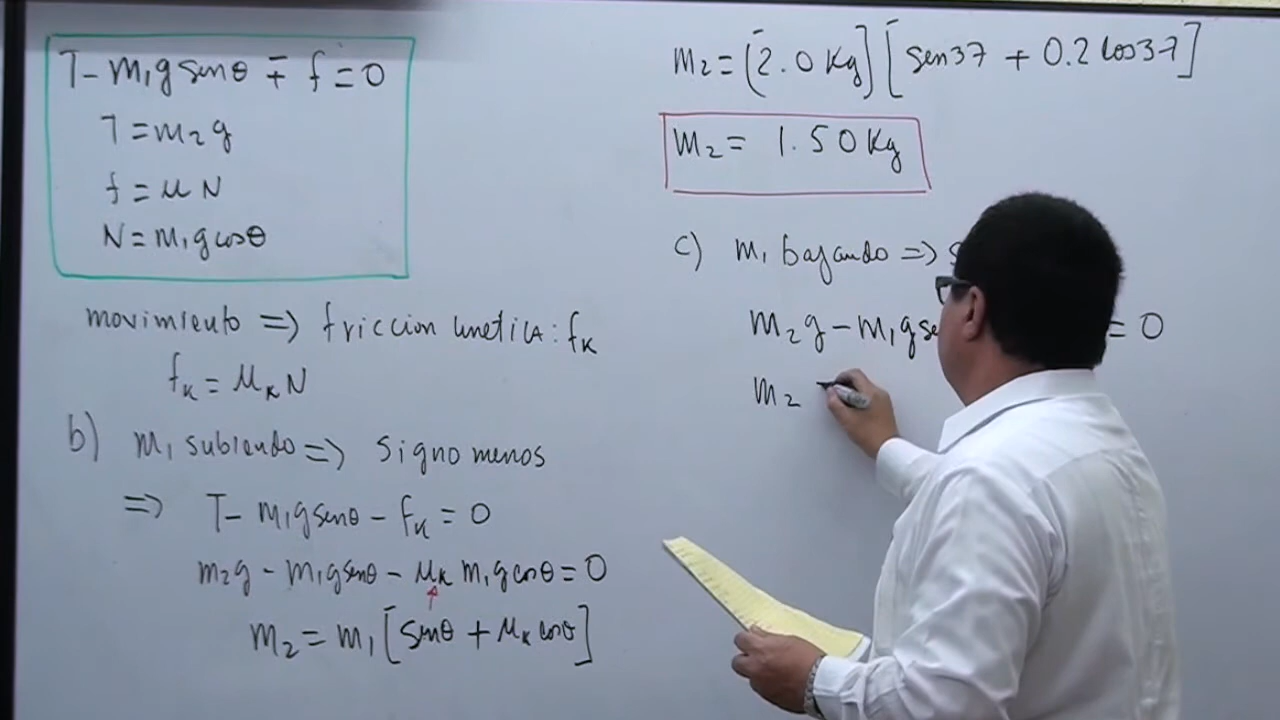 T - m₁g senθ ∓ f = 0
T = m₂g
f = μN
N = m₁g cosθ
movimiento => friccion cinetica: fₖ
fₖ = μₖN
b) m₁ subiendo => signo menos
=> T - m₁g senθ - fₖ = 0
m₂g - m₁g senθ - μₖ m₁g cosθ = 0
m₂ = m₁ [senθ + μₖ cosθ]
m₂ = (2.0 Kg) [sen37 + 0.2 cos37]
m₂ = 1.50 Kg
c) m₁ bajando =>
m₂g - m₁g se = 0
m₂